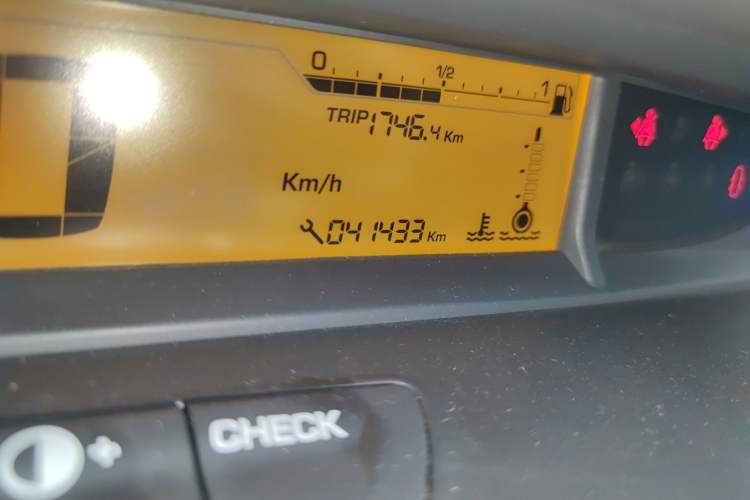 0 1/2 1
TRIP 1746.4 Km
Km/h
041433 Km
CHECK